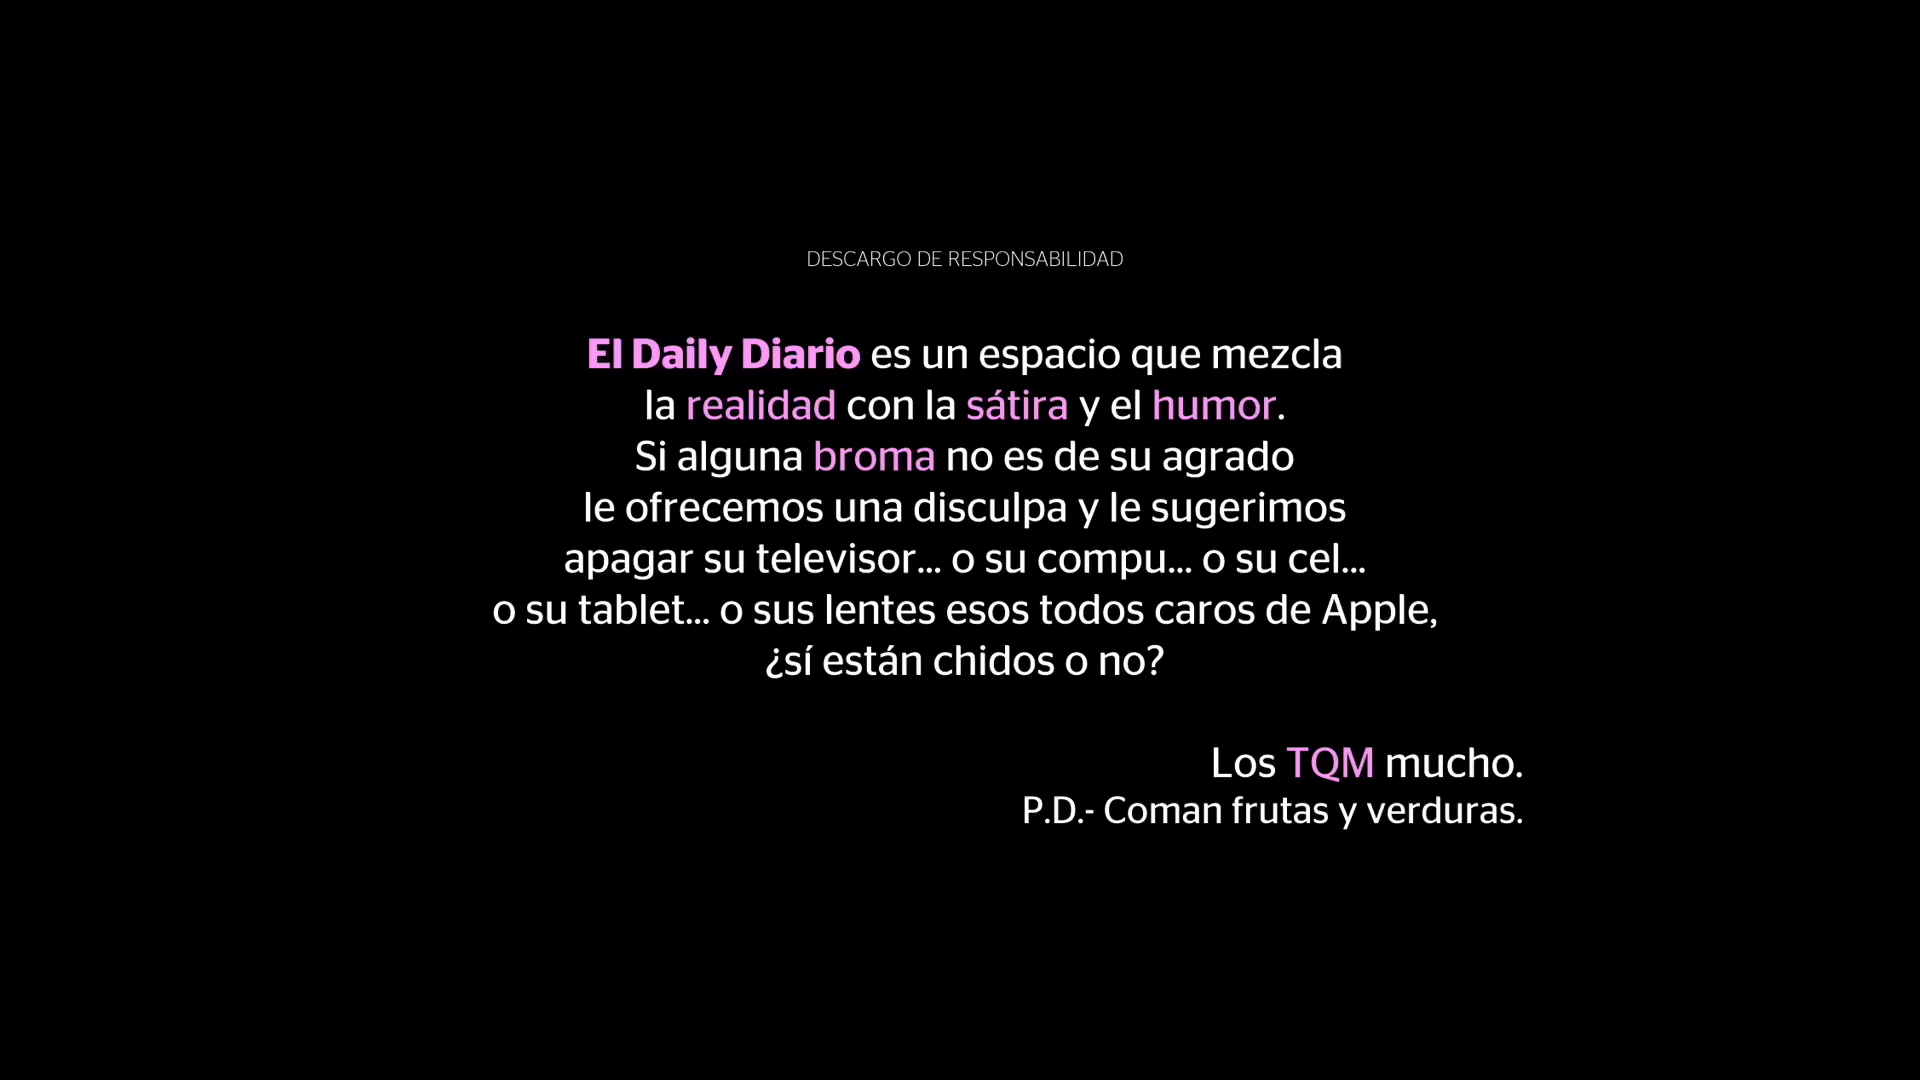 DESCARGO DE RESPONSABILIDAD
El Daily Diario es un espacio que mezcla
la realidad con la sátira y el humor.
Si alguna broma no es de su agrado
le ofrecemos una disculpa y le sugerimos
apagar su televisor... o su compu... o su cel...
o su tablet... o sus lentes esos todos caros de Apple,
¿sí están chidos o no?
Los TQM mucho.
P.D.- Coman frutas y verduras.